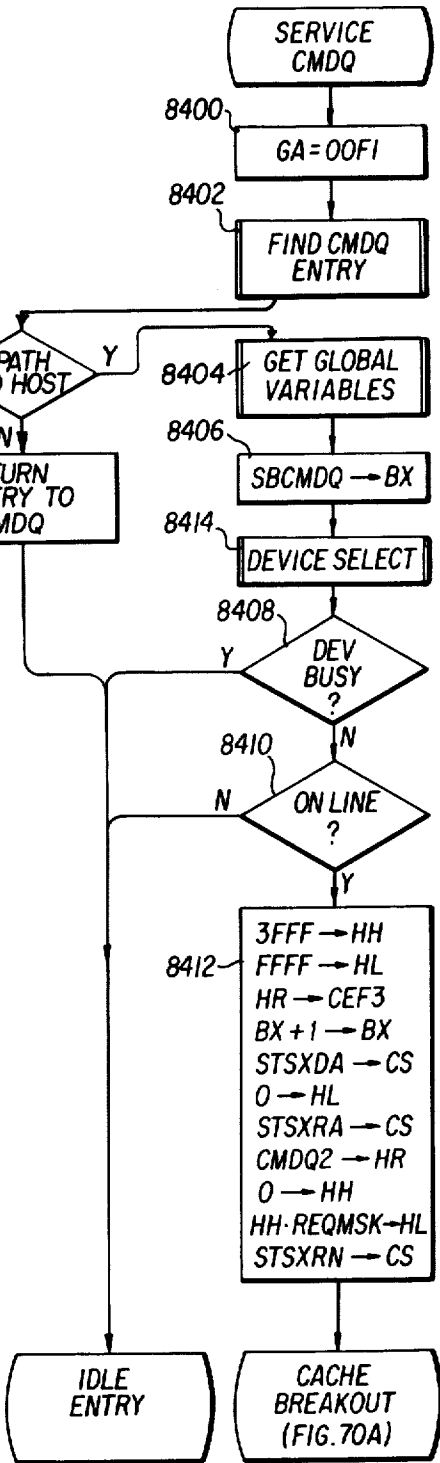 SERVICE
CMDQ
8400
GA=00F1
8402
FIND CMDQ
ENTRY
PATH
HOST
Y
N
8404
GET GLOBAL
VARIABLES
TO
8406
SBCMDQ → BX
8414
DEVICE SELECT
8408
Y
DEV
BUSY
?
N
8410
N
ON LINE
?
Y
8412
3FFF → HH
FFFF → HL
HR → CEF3
BX + 1 → BX
STSXDA → CS
0 → HL
STSXRA → CS
CMDQ2 → HR
0 → HH
HH·REQMSK→HL
STSXRN → CS
IDLE
ENTRY
CACHE
BREAKOUT
(FIG.70A)